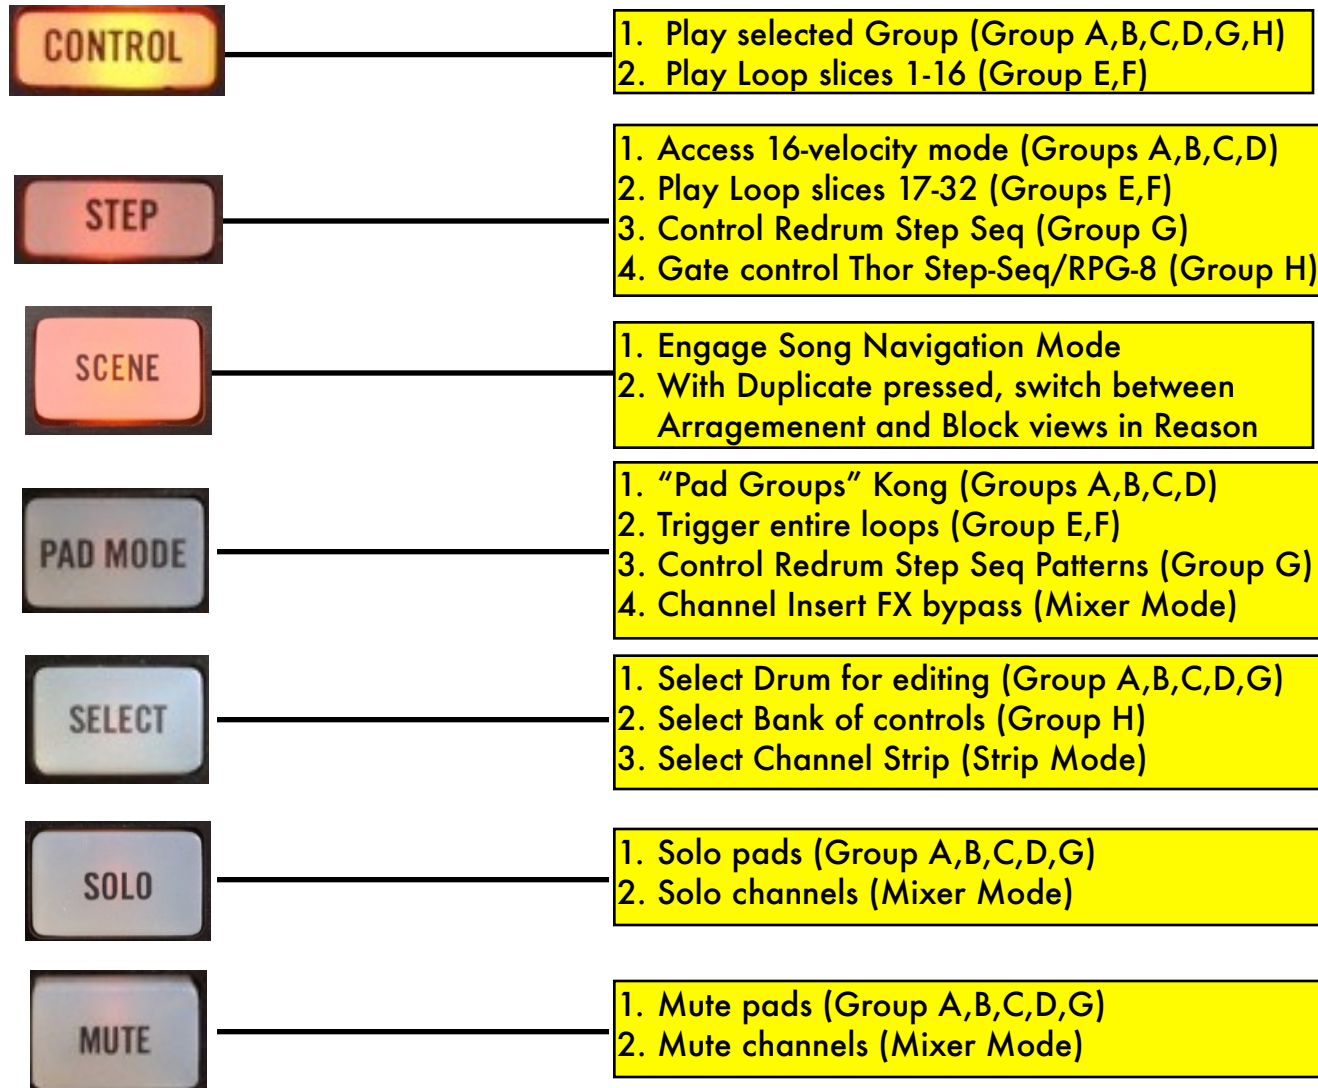 CONTROL
1. Play selected Group (Group A,B,C,D,G,H)
2. Play Loop slices 1-16 (Group E,F)
STEP
1. Access 16-velocity mode (Groups A,B,C,D)
2. Play Loop slices 17-32 (Groups E,F)
3. Control Redrum Step Seq (Group G)
4. Gate control Thor Step-Seq/RPG-8 (Group H)
SCENE
1. Engage Song Navigation Mode
2. With Duplicate pressed, switch between
Arragemenent and Block views in Reason
PAD MODE
1. “Pad Groups” Kong (Groups A,B,C,D)
2. Trigger entire loops (Group E,F)
3. Control Redrum Step Seq Patterns (Group G)
4. Channel Insert FX bypass (Mixer Mode)
SELECT
1. Select Drum for editing (Group A,B,C,D,G)
2. Select Bank of controls (Group H)
3. Select Channel Strip (Strip Mode)
SOLO
1. Solo pads (Group A,B,C,D,G)
2. Solo channels (Mixer Mode)
MUTE
1. Mute pads (Group A,B,C,D,G)
2. Mute channels (Mixer Mode)